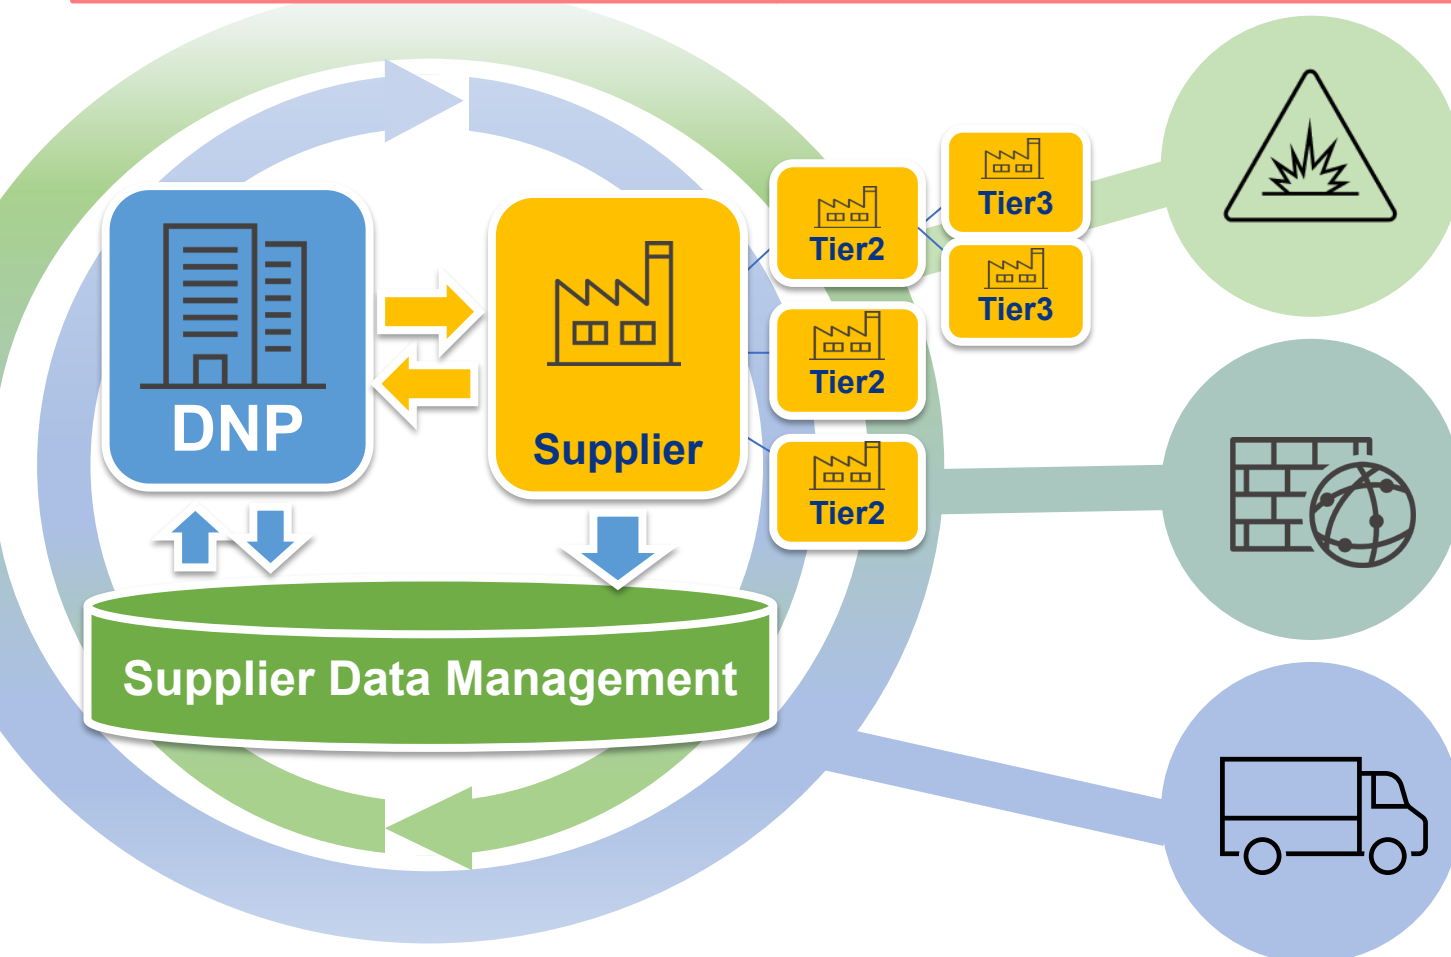 DNP
Supplier
Tier2
Tier3
Tier3
Tier2
Tier2
Supplier Data Management